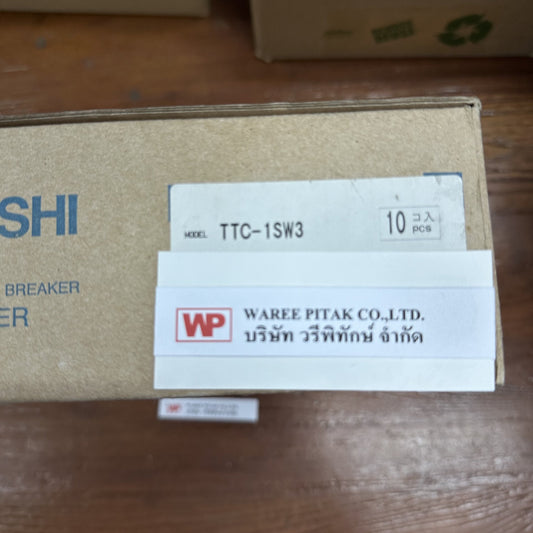 SHI
BREAKER
ER
MODEL TTC-1SW3
10 コ入
pcs
WP WAREE PITAK CO.,LTD.
บริษัท วรีพิทักษ์ จำกัด
WP